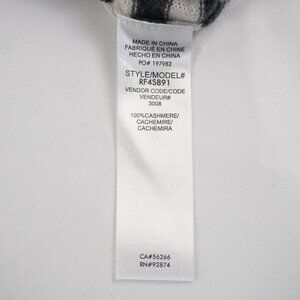 MADE IN CHINA
FABRIQUÉ EN CHINE
HECHO EN CHINA
PO# 197982
STYLE/MODEL#
RF45891
VENDOR CODE/CODE
VENDEUR#
3008
100%CASHMERE/
CACHEMIRE/
CACHEMIRA
CA#56266
RN#92874